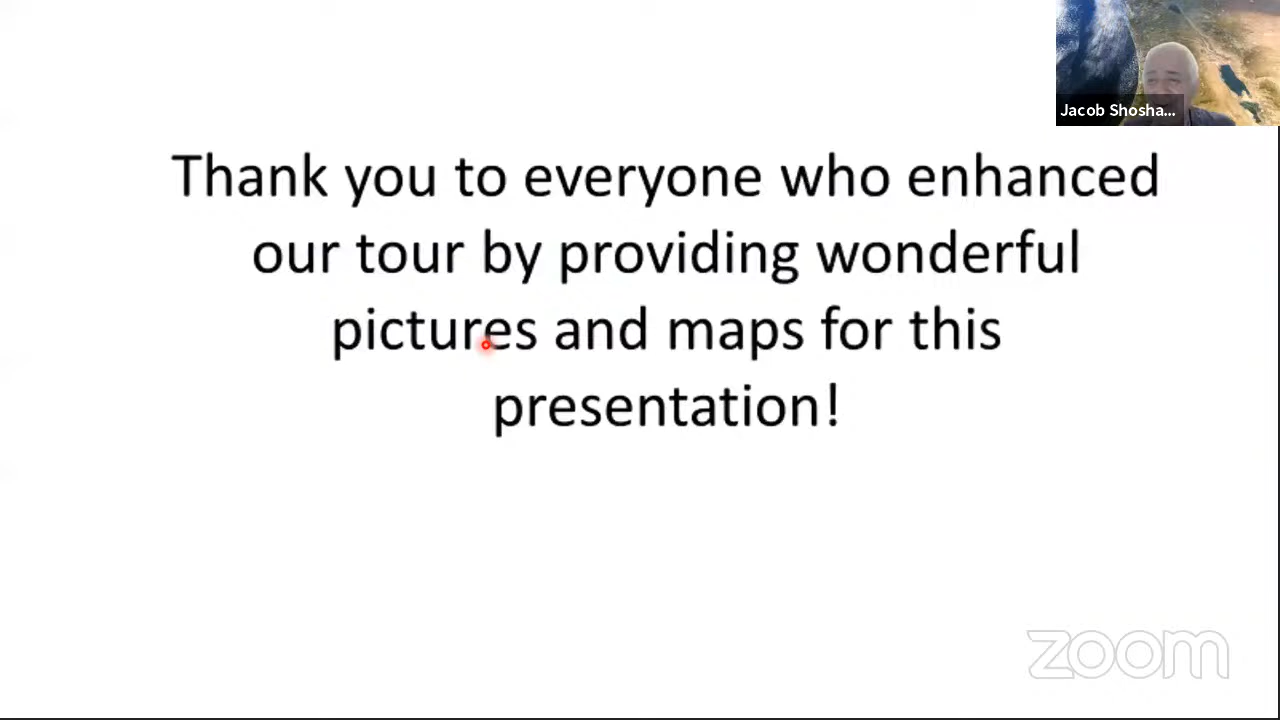 Jacob Shosha...
Thank you to everyone who enhanced
our tour by providing wonderful
pictures and maps for this
presentation!
zoom